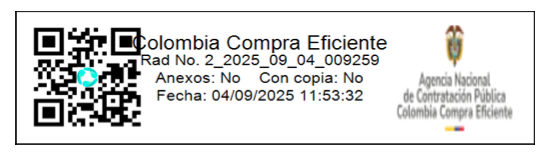 Colombia Compra Eficiente
Rad No. 2_2025_09_04_009259
Anexos: No Con copia: No
Fecha: 04/09/2025 11:53:32
Agencia Nacional
de Contratación Pública
Colombia Compra Eficiente